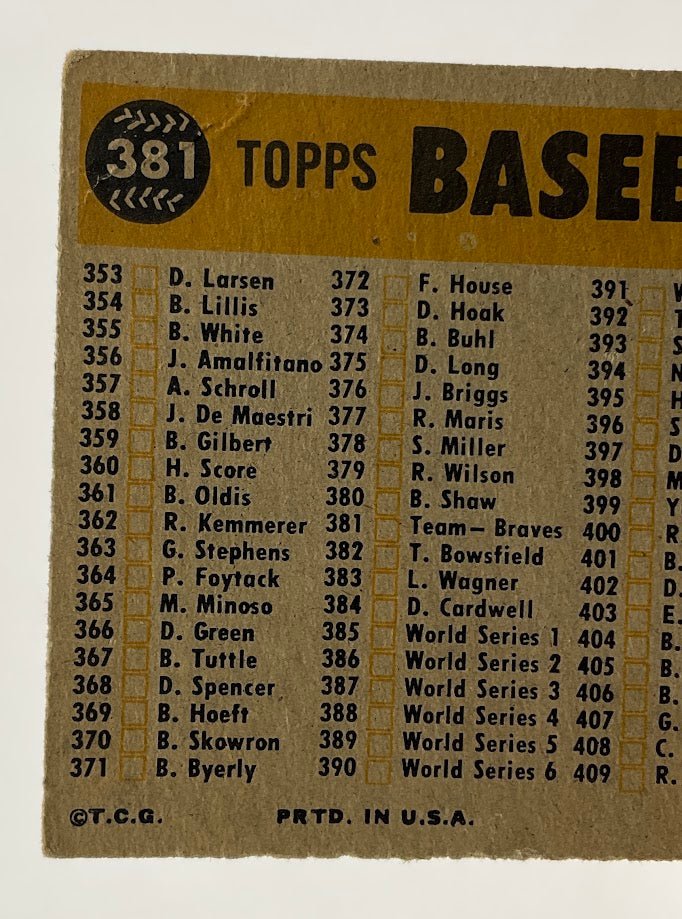 381 TOPPS BASE
353 D. Larsen
354 B. Lillis
355 B. White
356 J. Amalfitano
357 A. Schroll
358 J. De Maestri
359 B. Gilbert
360 H. Score
361 B. Oldis
362 R. Kemmerer
363 G. Stephens
364 P. Foytack
365 M. Minoso
366 D. Green
367 B. Tuttle
368 D. Spencer
369 B. Hoeft
370 B. Skowron
371 B. Byerly
372 F. House
373 D. Hoak
374 B. Buhl
375 D. Long
376 J. Briggs
377 R. Maris
378 S. Miller
379 R. Wilson
380 B. Shaw
381 Team— Braves
382 T. Bowsfield
383 L. Wagner
384 D. Cardwell
385 World Series 1
386 World Series 2
387 World Series 3
388 World Series 4
389 World Series 5
390 World Series 6
391
392
393
394
395
396
397
398
399
400
401 B.
402 D.
403 E.
404 B.
405 B.
406 B.
407 G.
408 C.
409 R.
©T.C.G. PRTD. IN U.S.A.